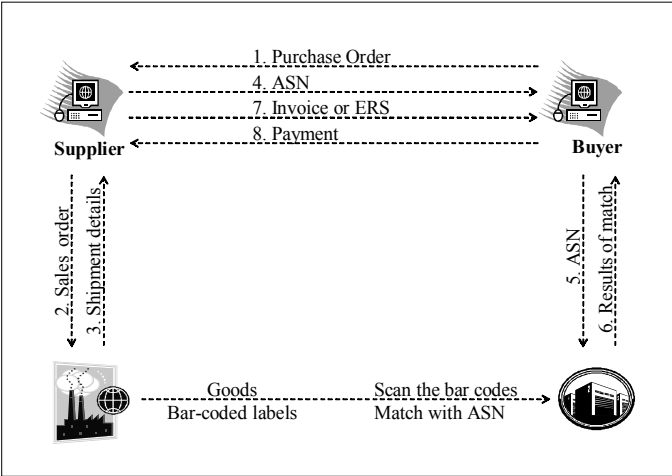 1. Purchase Order
4. ASN
7. Invoice or ERS
8. Payment
Supplier
Buyer
2. Sales order
3. Shipment details
5. ASN
6. Results of match
Goods
Scan the bar codes
Bar-coded labels
Match with ASN